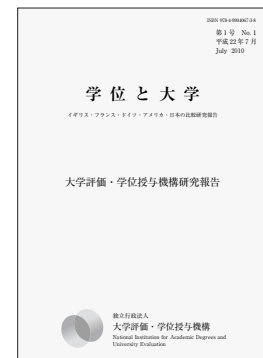 ISBN 978-4-9904667-3-8
第1号 No. 1
平成22年7月
July 2010
学位と大学
イギリス・フランス・ドイツ・アメリカ・日本の比較研究報告
大学評価・学位授与機構研究報告
独立行政法人
大学評価・学位授与機構
National Institution for Academic Degrees and
University Evaluation